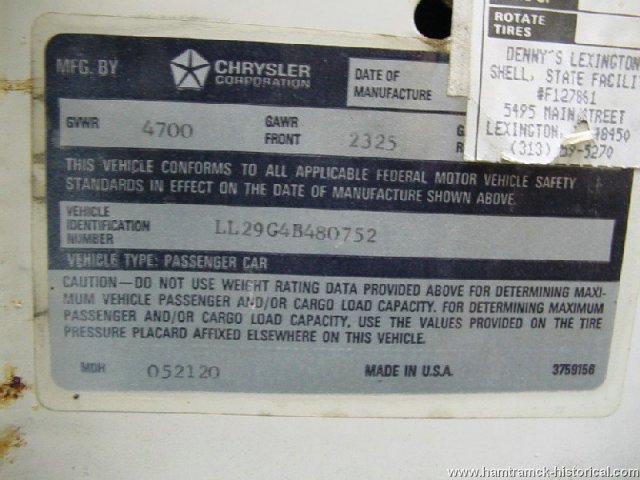 MFG. BY CHRYSLER CORPORATION DATE OF MANUFACTURE
GVWR 4700 GAWR FRONT 2325
THIS VEHICLE CONFORMS TO ALL APPLICABLE FEDERAL MOTOR VEHICLE SAFETY
STANDARDS IN EFFECT ON THE DATE OF MANUFACTURE SHOWN ABOVE.
VEHICLE IDENTIFICATION NUMBER LL29G4B480752
VEHICLE TYPE: PASSENGER CAR
CAUTION—DO NOT USE WEIGHT RATING DATA PROVIDED ABOVE FOR DETERMINING MAXI-
MUM VEHICLE PASSENGER AND/OR CARGO LOAD CAPACITY. FOR DETERMINING MAXIMUM
PASSENGER AND/OR CARGO LOAD CAPACITY, USE THE VALUES PROVIDED ON THE TIRE
PRESSURE PLACARD AFFIXED ELSEWHERE ON THIS VEHICLE.
MDH 052120 MADE IN U.S.A. 3759156
ROTATE
TIRES
DENNY'S LEXINGTON
SHELL, STATE FACILI
#F127861
5495 MAIN STREET
LEXINGTON, 48450
(313) 59-5270
www.hamtramck-historical.com